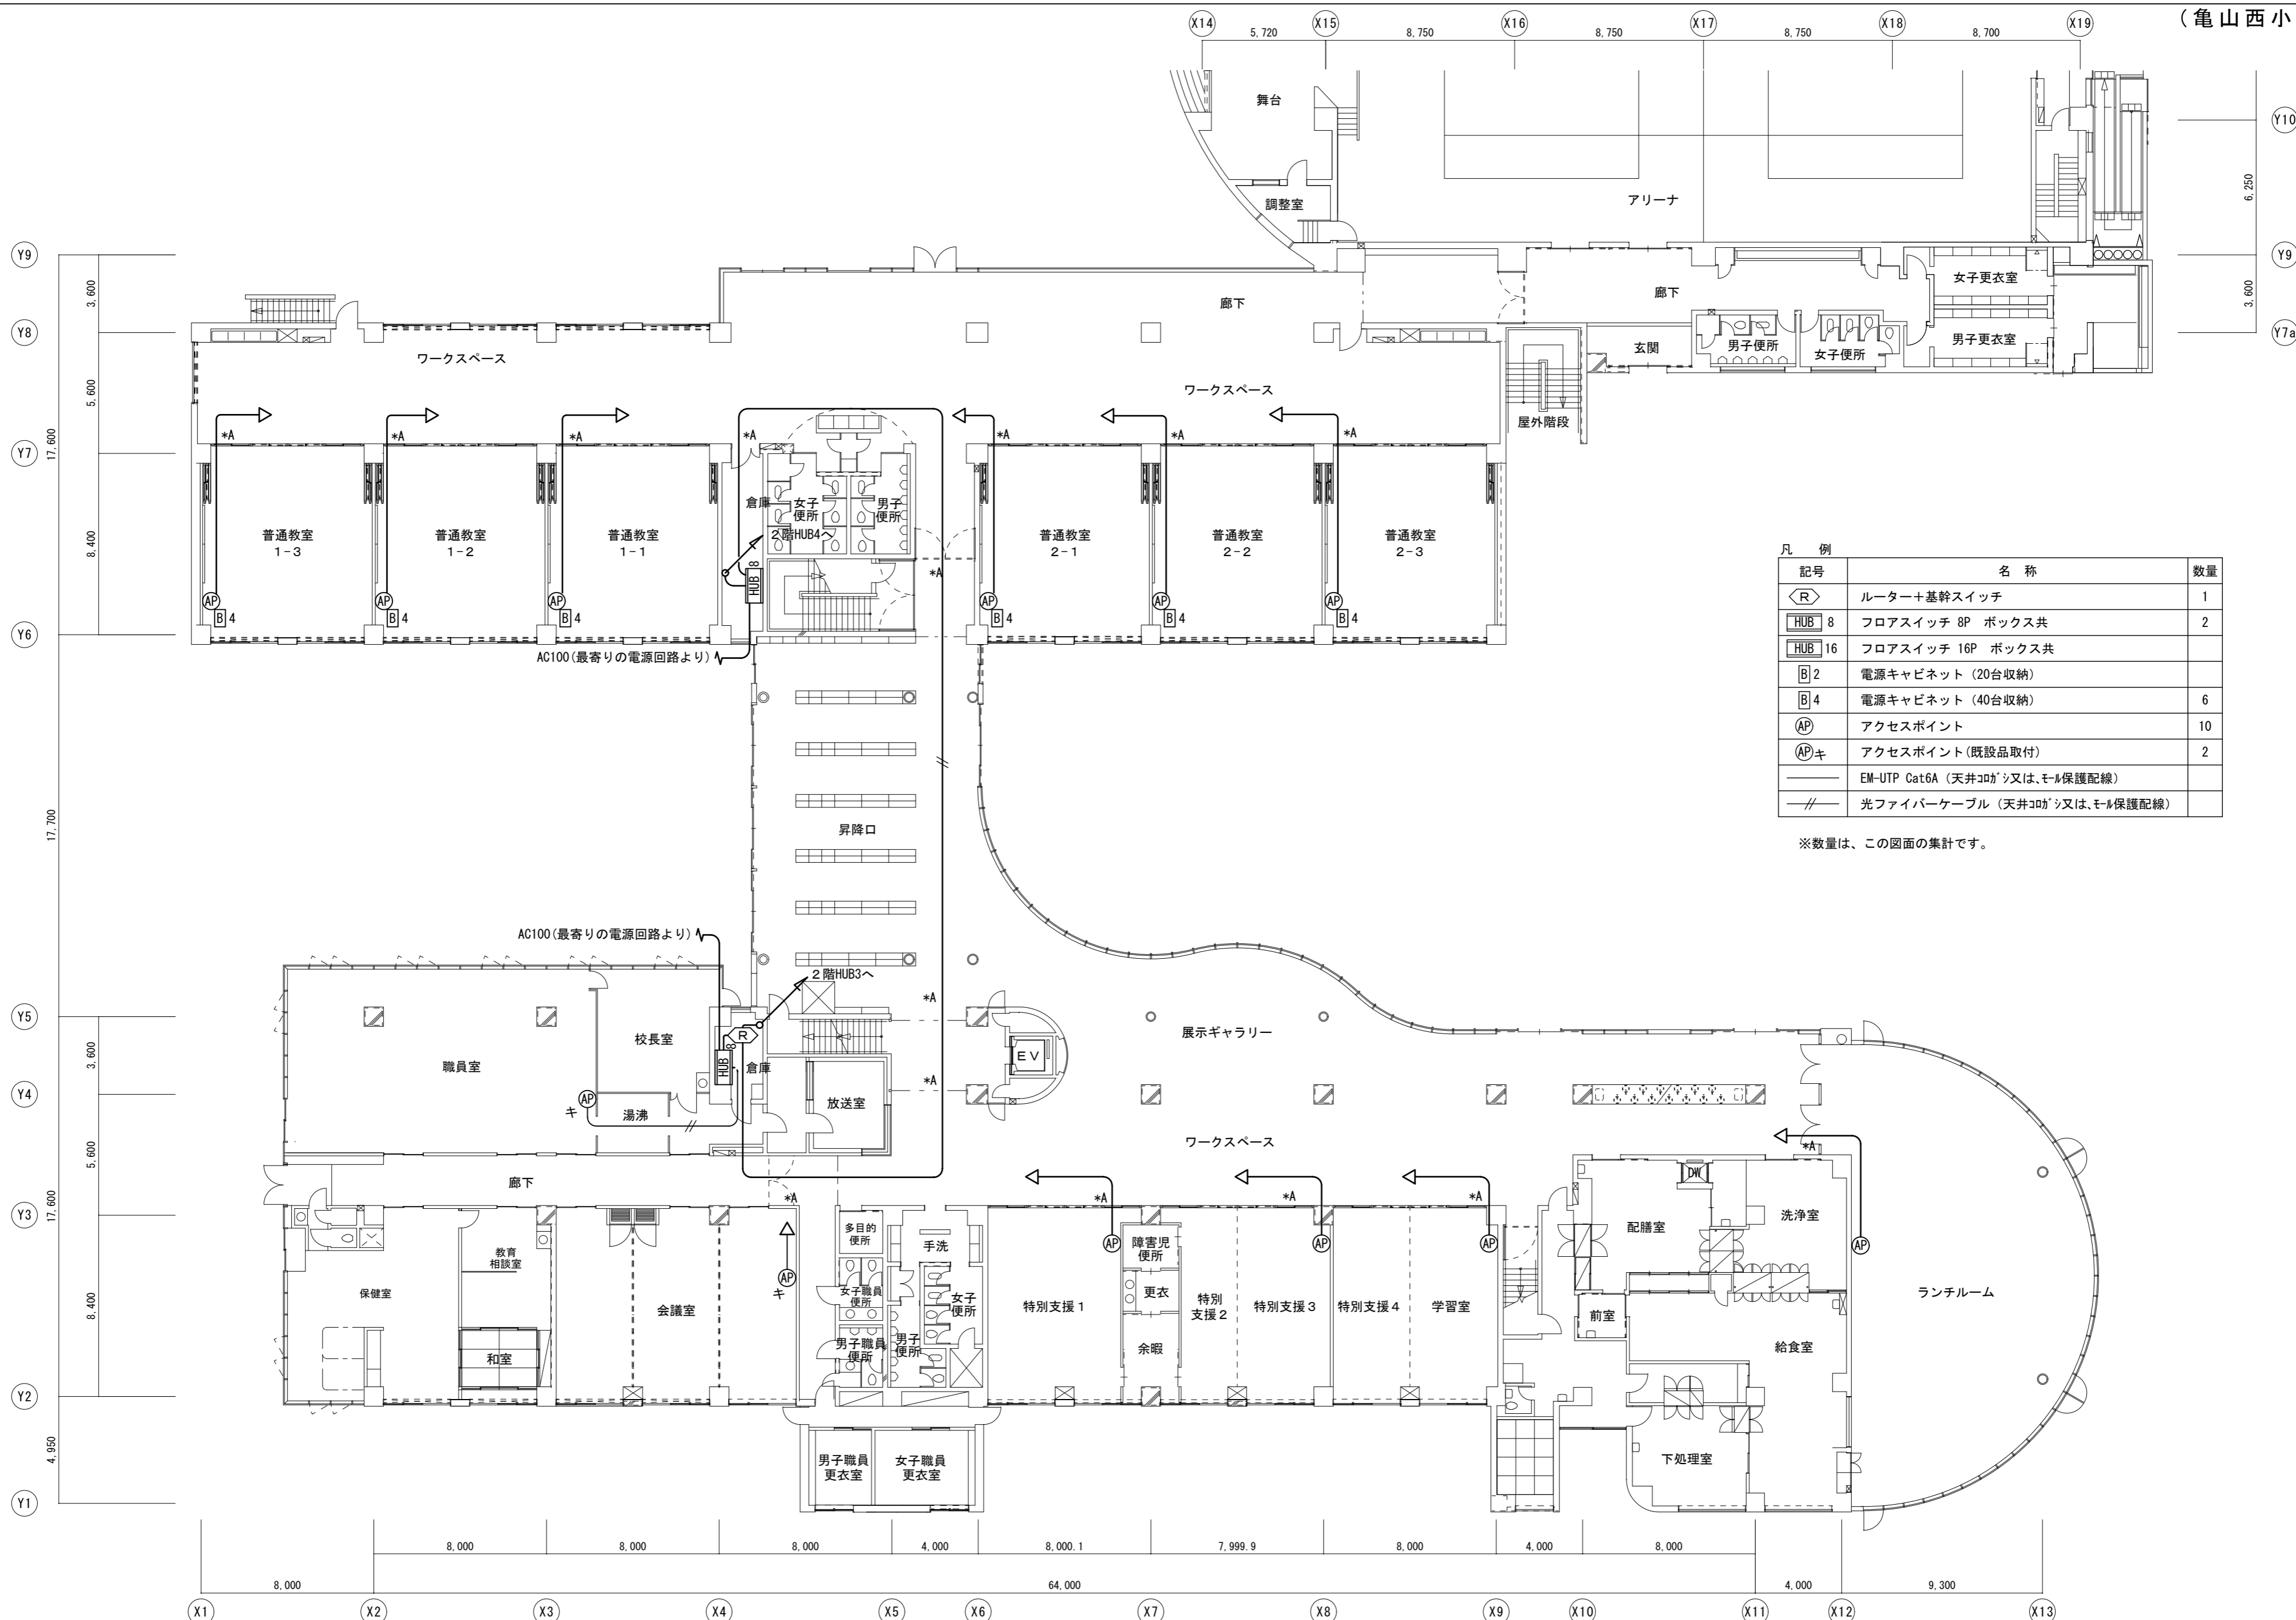 (亀山西小
X14
X15
X16
X17
X18
X19
5,720
8,750
8,750
8,750
8,700
舞台
調整室
アリーナ
Y10
6,250
Y9
3,600
Y7a
Y9
3,600
Y8
5,600
17,600
Y7
8,400
Y6
廊下
廊下
女子更衣室
男子更衣室
男子便所
女子便所
玄関
屋外階段
ワークスペース
ワークスペース
*A
*A
*A
*A
*A
*A
*A
普通教室
1-3
普通教室
1-2
普通教室
1-1
倉庫
女子
便所
男子
便所
2階HUB4へ
HUB 8
*A
普通教室
2-1
普通教室
2-2
普通教室
2-3
AP
B 4
AP
B 4
AP
B 4
AP
B 4
AP
B 4
AP
B 4
AC100(最寄りの電源回路より)
凡 例
記号 名 称 数量
R ルーター+基幹スイッチ 1
HUB 8 フロアスイッチ 8P ボックス共 2
HUB 16 フロアスイッチ 16P ボックス共
B 2 電源キャビネット (20台収納)
B 4 電源キャビネット (40台収納) 6
AP アクセスポイント 10
APキ アクセスポイント(既設品取付) 2
EM-UTP Cat6A (天井コロガシ又は、モール保護配線)
光ファイバーケーブル (天井コロガシ又は、モール保護配線)
※数量は、この図面の集計です。
17,700
昇降口
AC100(最寄りの電源回路より)
2階HUB3へ
*A
Y5
3,600
Y4
5,600
17,600
Y3
8,400
Y2
4,950
Y1
職員室
校長室
R
HUB 8
倉庫
AP
キ
湯沸
放送室
*A
EV
展示ギャラリー
ワークスペース
廊下
*A
*A
*A
*A
*A
保健室
教育
相談室
和室
会議室
AP
キ
多目的
便所
手洗
女子職員
便所
男子職員
便所
男子
便所
女子
便所
特別支援1
AP
障害児
便所
更衣
余暇
特別
支援2
特別支援3
AP
特別支援4
学習室
AP
配膳室
DW
洗浄室
AP
前室
給食室
ランチルーム
下処理室
男子職員
更衣室
女子職員
更衣室
8,000
8,000
8,000
4,000
8,000.1
7,999.9
8,000
4,000
8,000
8,000
64,000
4,000
9,300
X1
X2
X3
X4
X5
X6
X7
X8
X9
X10
X11
X12
X13